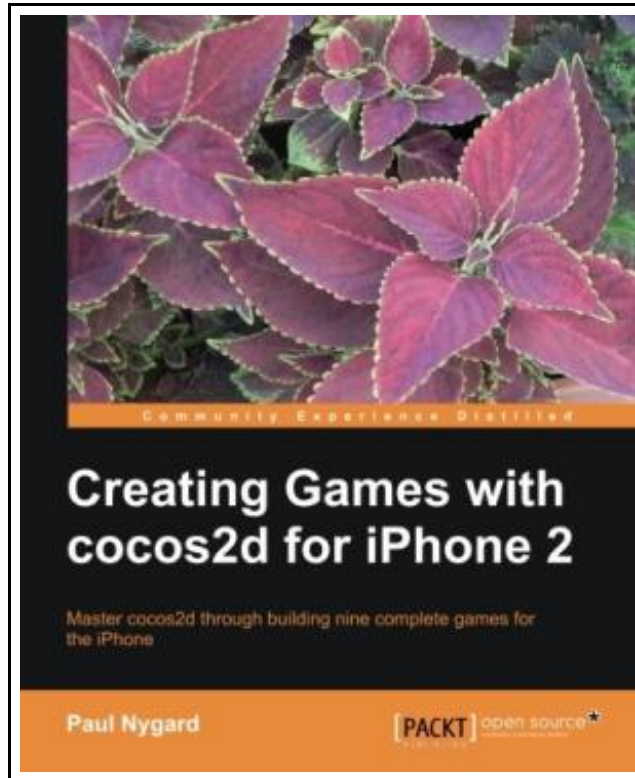 Community Experience Distilled
Creating Games with
cocos2d for iPhone 2
Master cocos2d through building nine complete games for
the iPhone
Paul Nygard
[PACKT] open source*
PUBLISHING